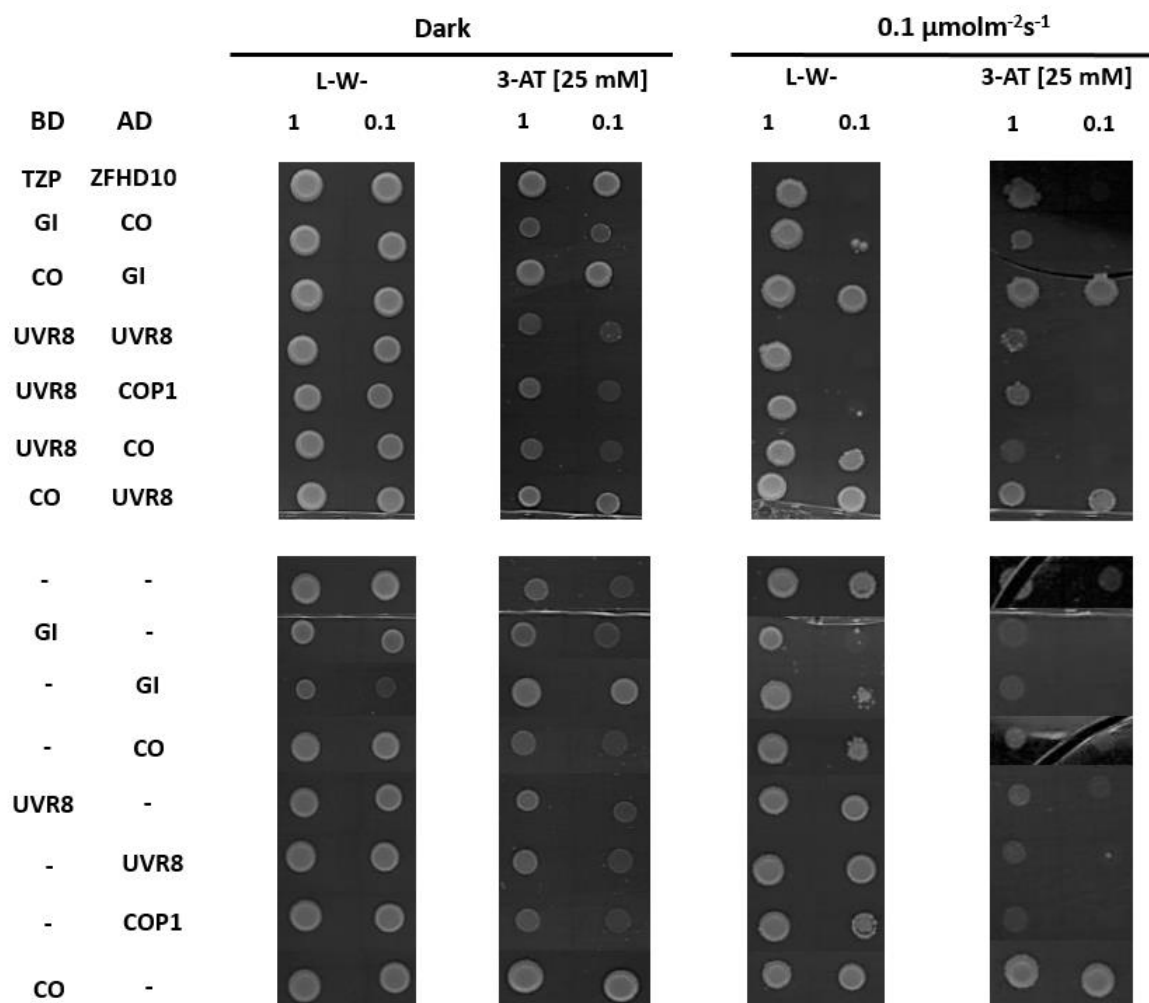 Dark 0.1 µmolm-2s-1
L-W- 3-AT [25 mM] L-W- 3-AT [25 mM]
BD AD 1 0.1 1 0.1 1 0.1 1 0.1
TZP ZFHD10
GI CO
CO GI
UVR8 UVR8
UVR8 COP1
UVR8 CO
CO UVR8
- -
GI -
- GI
- CO
UVR8 -
- UVR8
- COP1
CO -